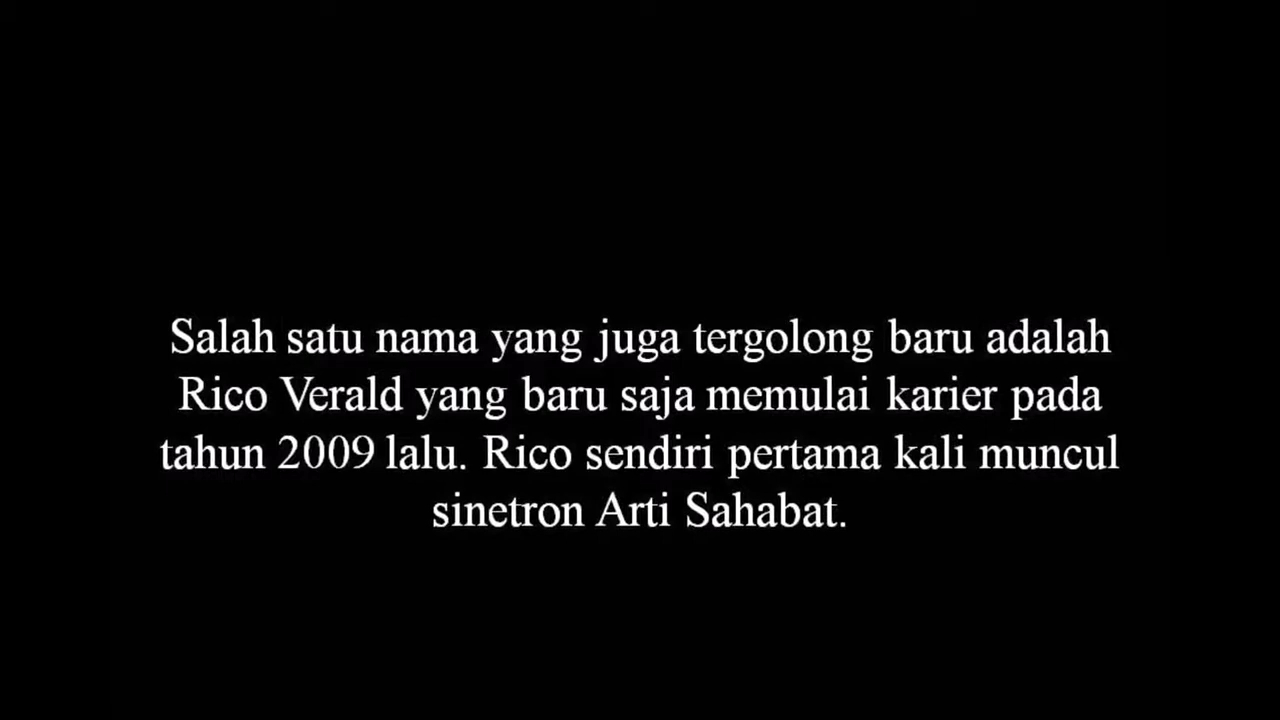 Salah satu nama yang juga tergolong baru adalah
Rico Verald yang baru saja memulai karier pada
tahun 2009 lalu. Rico sendiri pertama kali muncul
sinetron Arti Sahabat.